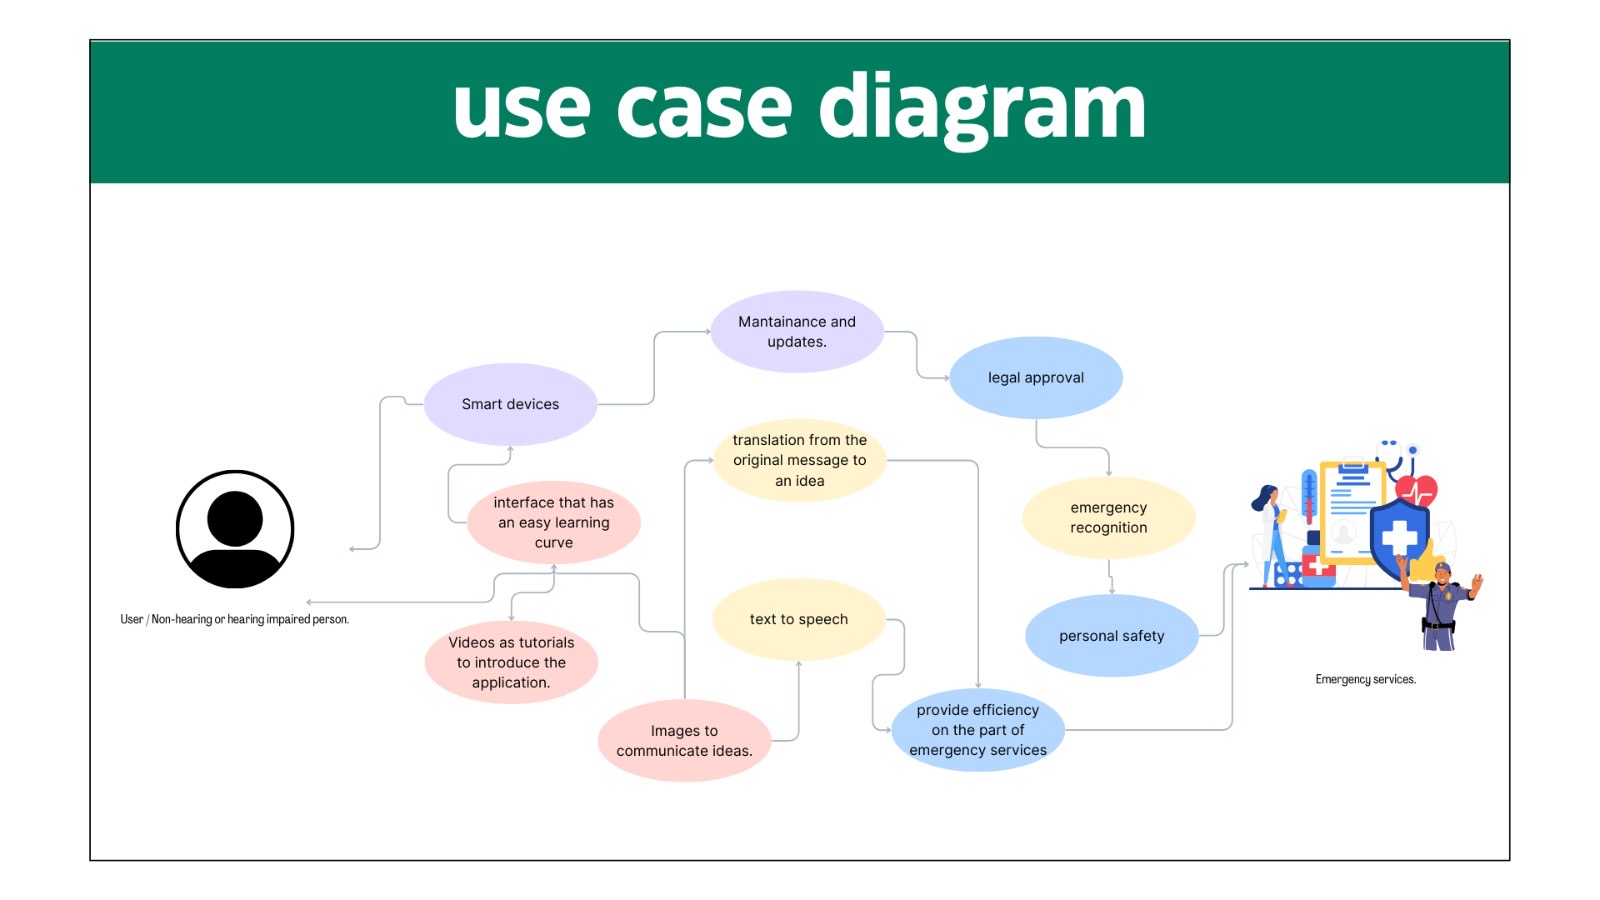 use case diagram
Mantainance and
updates.
legal approval
Smart devices
translation from the
original message to
an idea
interface that has
an easy learning
curve
emergency
recognition
User / Non-hearing or hearing impaired person.
text to speech
personal safety
Videos as tutorials
to introduce the
application.
Emergency services.
Images to
communicate ideas.
provide efficiency
on the part of
emergency services